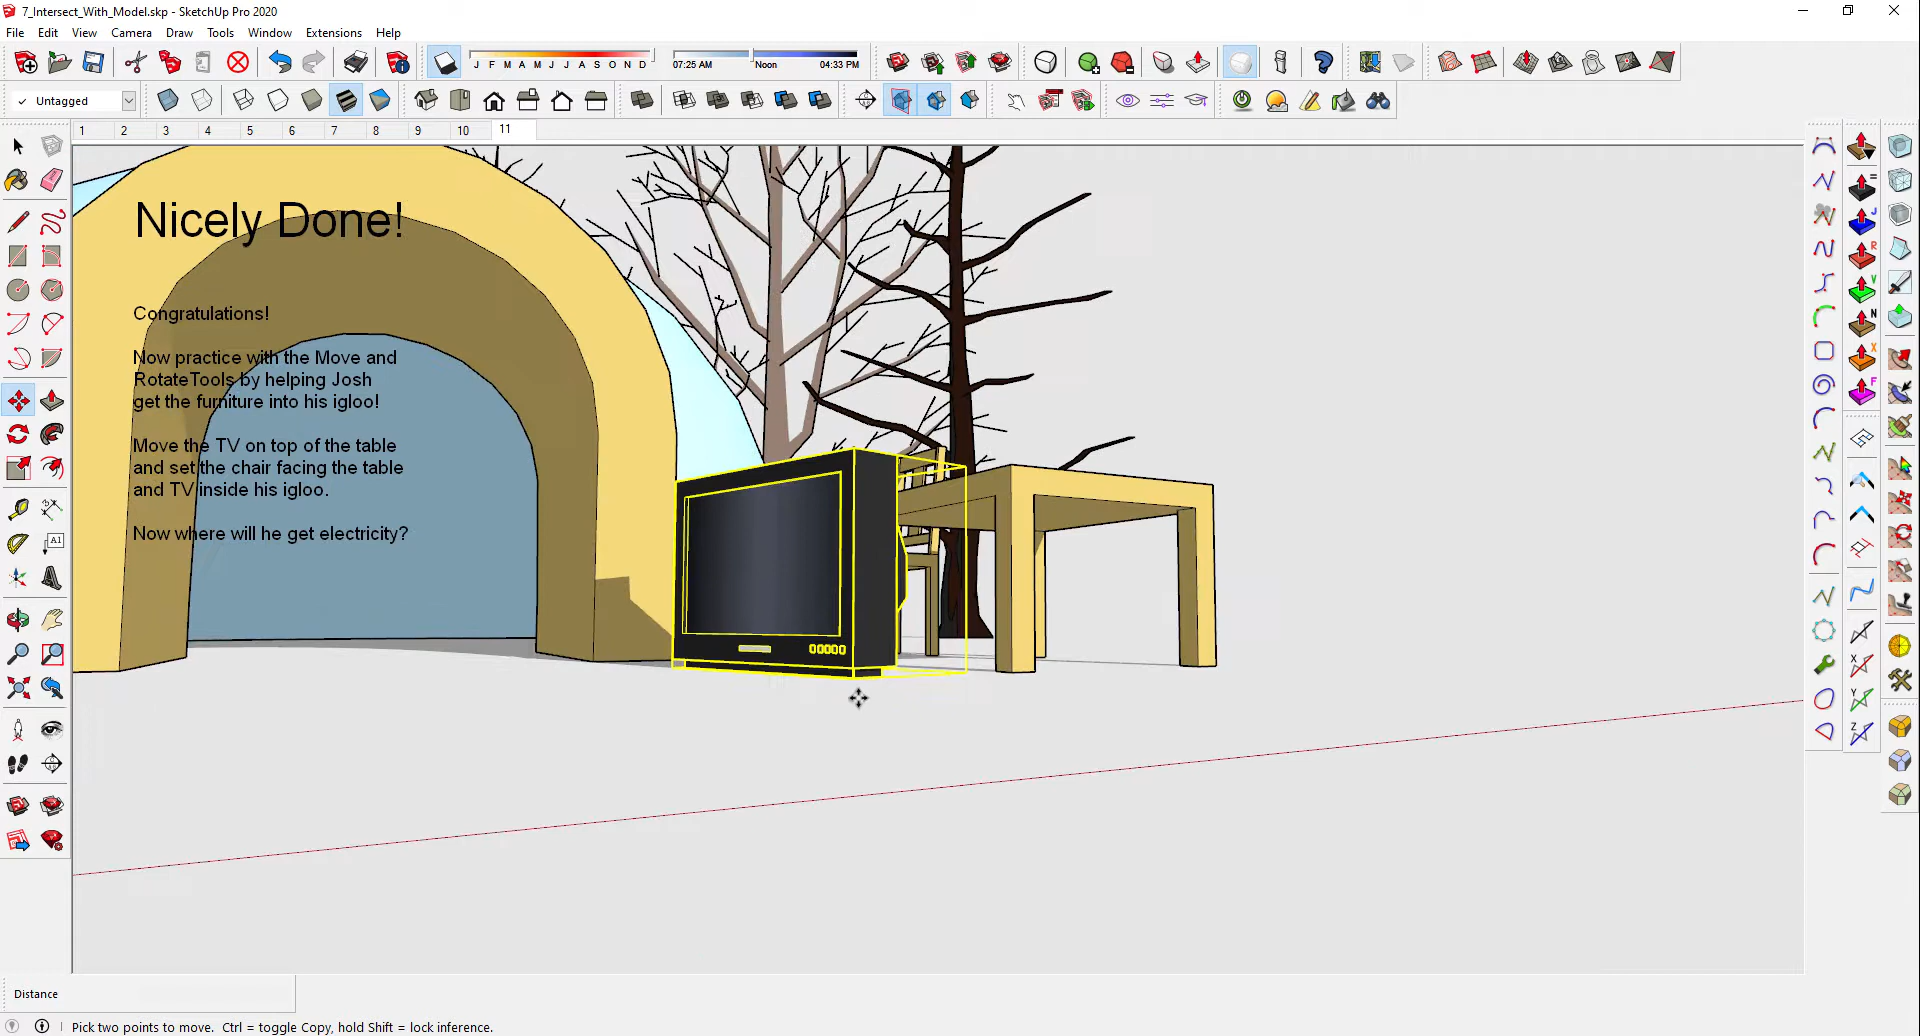 7_Intersect_With_Model.skp - SketchUp Pro 2020
File Edit View Camera Draw Tools Window Extensions Help
J F M A M J J A S O N D
07:25 AM Noon 04:33 PM
Untagged
1 2 3 4 5 6 7 8 9 10 11
Nicely Done!
Congratulations!
Now practice with the Move and
RotateTools by helping Josh
get the furniture into his igloo!
Move the TV on top of the table
and set the chair facing the table
and TV inside his igloo.
Now where will he get electricity?
A1
J
R
V
N
X
F
X
Y
Z
Distance
Pick two points to move. Ctrl = toggle Copy, hold Shift = lock inference.